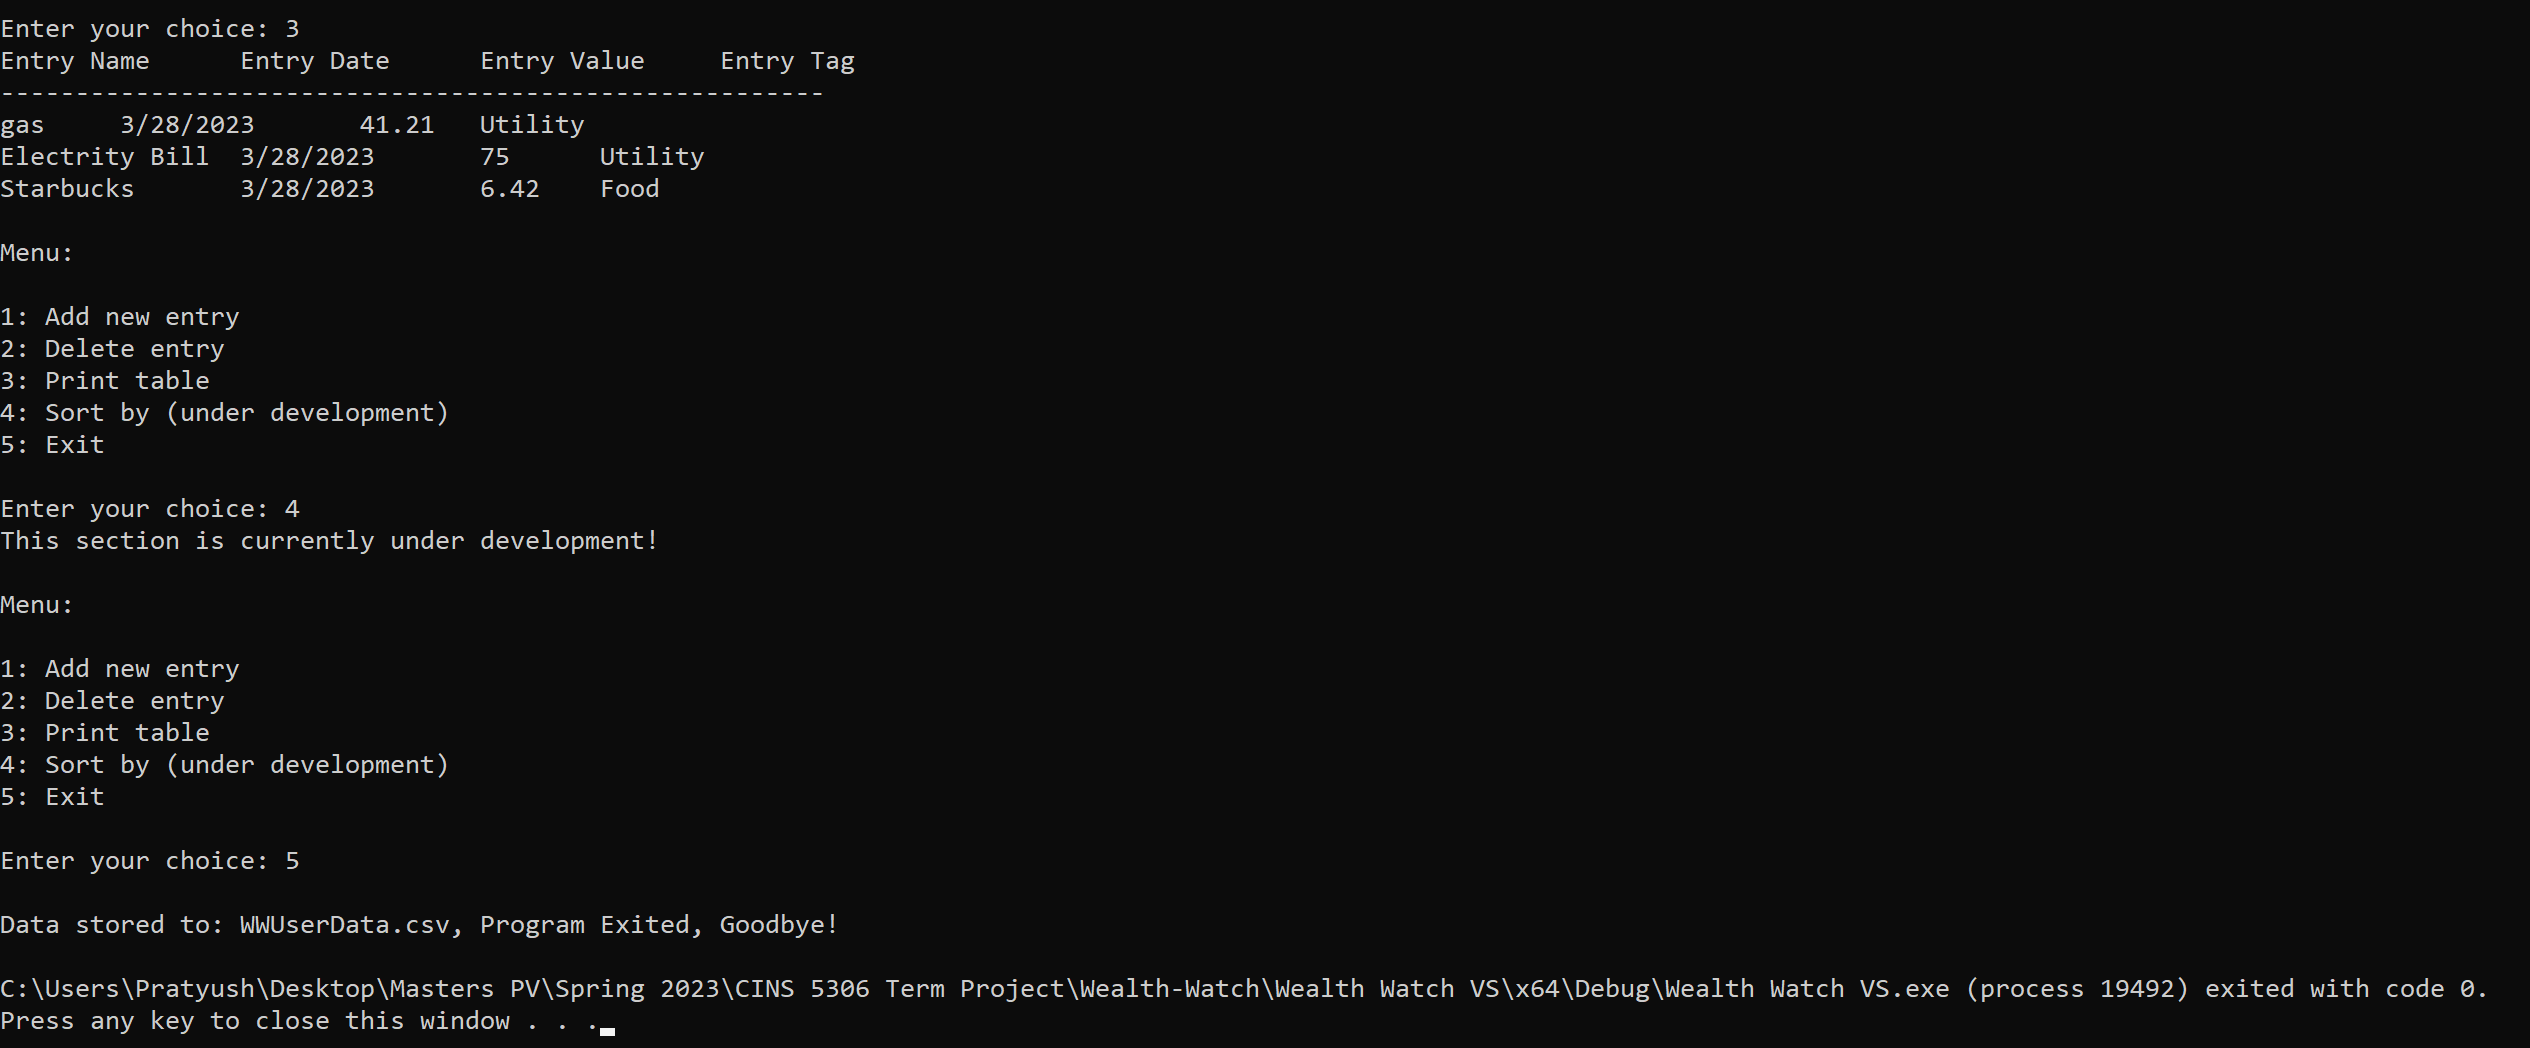 Enter your choice: 3
Entry Name      Entry Date      Entry Value     Entry Tag
-------------------------------------------------------
gas     3/28/2023       41.21   Utility
Electrity Bill  3/28/2023       75      Utility
Starbucks       3/28/2023       6.42    Food
Menu:
1: Add new entry
2: Delete entry
3: Print table
4: Sort by (under development)
5: Exit
Enter your choice: 4
This section is currently under development!
Menu:
1: Add new entry
2: Delete entry
3: Print table
4: Sort by (under development)
5: Exit
Enter your choice: 5
Data stored to: WWUserData.csv, Program Exited, Goodbye!
C:\Users\Pratyush\Desktop\Masters PV\Spring 2023\CINS 5306 Term Project\Wealth-Watch\Wealth Watch VS\x64\Debug\Wealth Watch VS.exe (process 19492) exited with code 0.
Press any key to close this window . . .